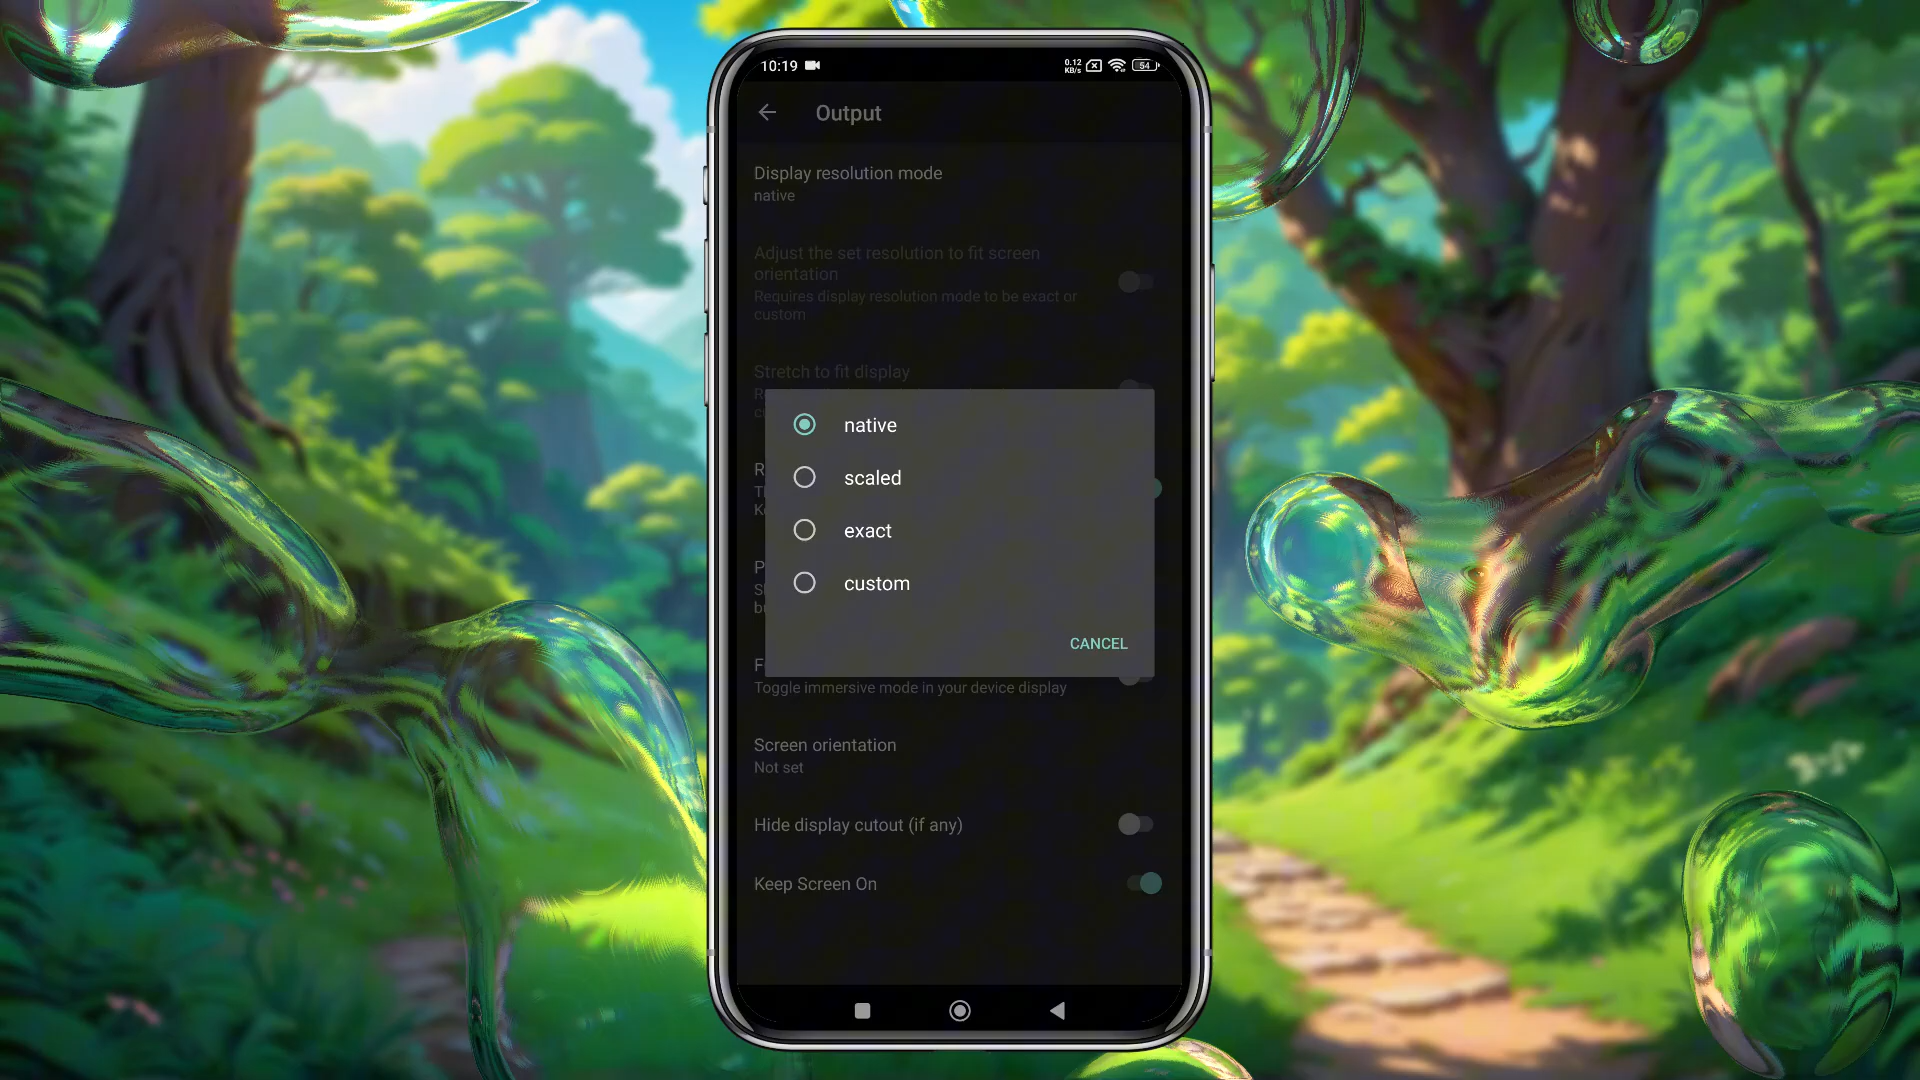 10:19
0.12
KB/s
54
Output
Display resolution mode
native
Adjust the set resolution to fit screen
orientation
Requires display resolution mode to be exact or
custom
Stretch to fit display
native
scaled
exact
custom
CANCEL
Toggle immersive mode in your device display
Screen orientation
Not set
Hide display cutout (if any)
Keep Screen On